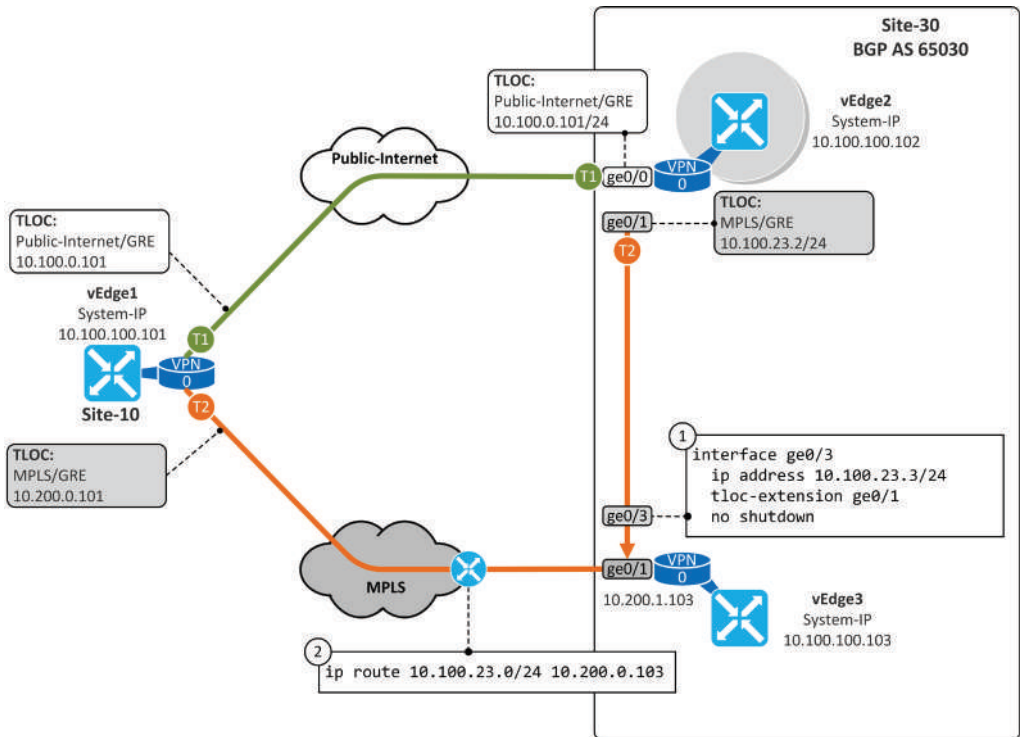 Site-30
BGP AS 65030
TLOC:
Public-Internet/GRE
10.100.0.101/24
vEdge2
System-IP
10.100.100.102
Public-Internet
T1
ge0/0
VPN
0
TLOC:
MPLS/GRE
10.100.23.2/24
ge0/1
T2
TLOC:
Public-Internet/GRE
10.100.0.101
vEdge1
System-IP
10.100.100.101
T1
VPN
0
Site-10
T2
TLOC:
MPLS/GRE
10.200.0.101
1
interface ge0/3
ip address 10.100.23.3/24
tloc-extension ge0/1
no shutdown
ge0/3
MPLS
ge0/1
VPN
0
10.200.1.103
vEdge3
System-IP
10.100.100.103
2
ip route 10.100.23.0/24 10.200.0.103